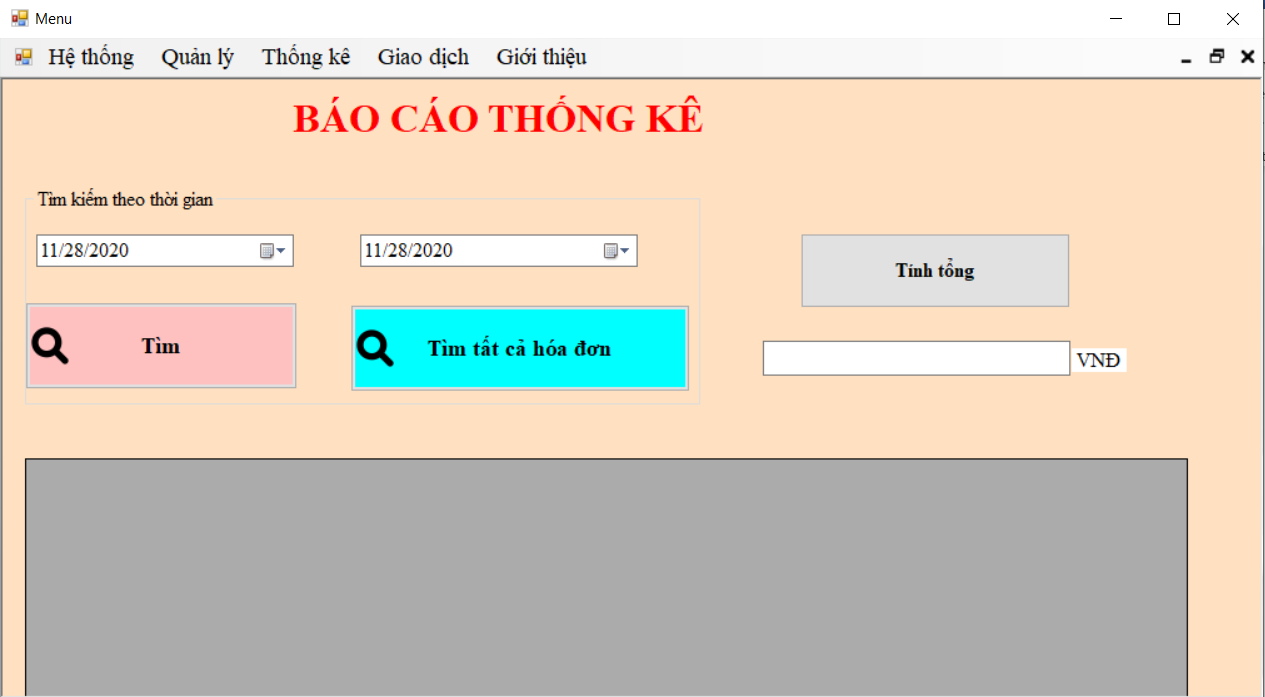 Menu
Hệ thống Quản lý Thống kê Giao dịch Giới thiệu
BÁO CÁO THỐNG KÊ
Tìm kiếm theo thời gian
11/28/2020 11/28/2020
Tính tổng
Tìm Tìm tất cả hóa đơn
VNĐ